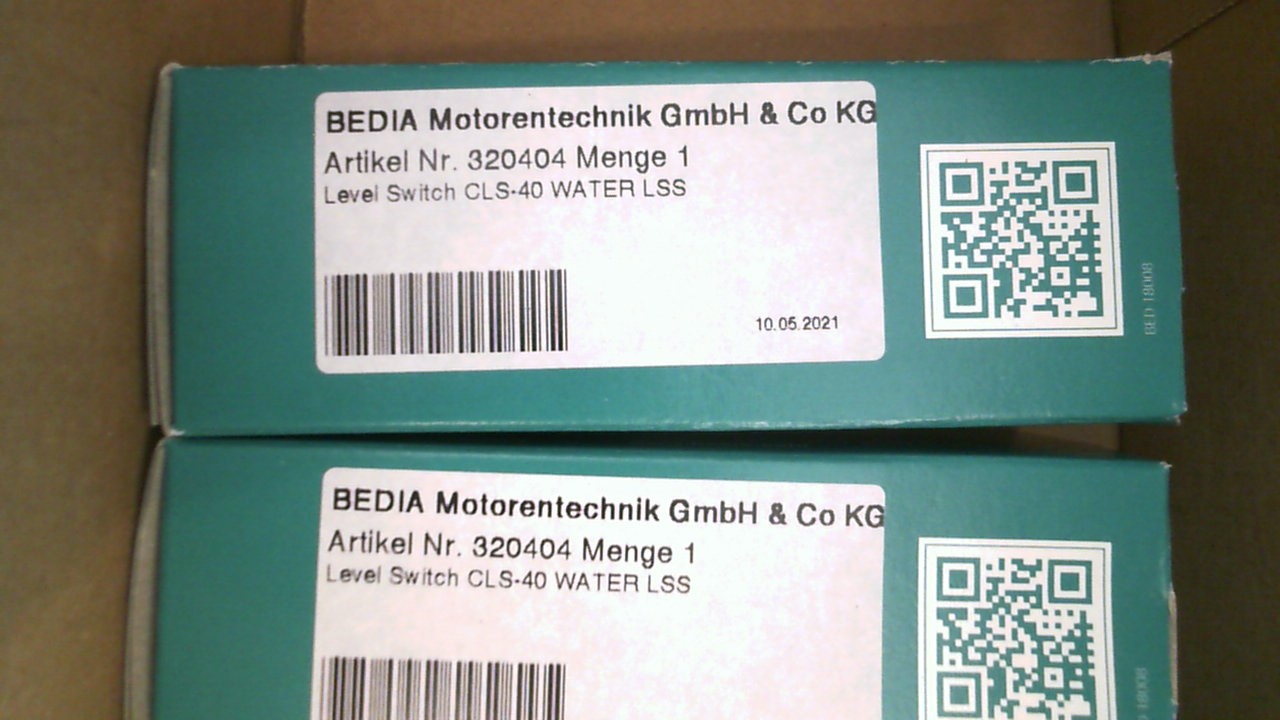 BEDIA Motorentechnik GmbH & Co KG
Artikel Nr. 320404 Menge 1
Level Switch CLS-40 WATER LSS
10.05.2021
BED 18008
BEDIA Motorentechnik GmbH & Co KG
Artikel Nr. 320404 Menge 1
Level Switch CLS-40 WATER LSS
18008